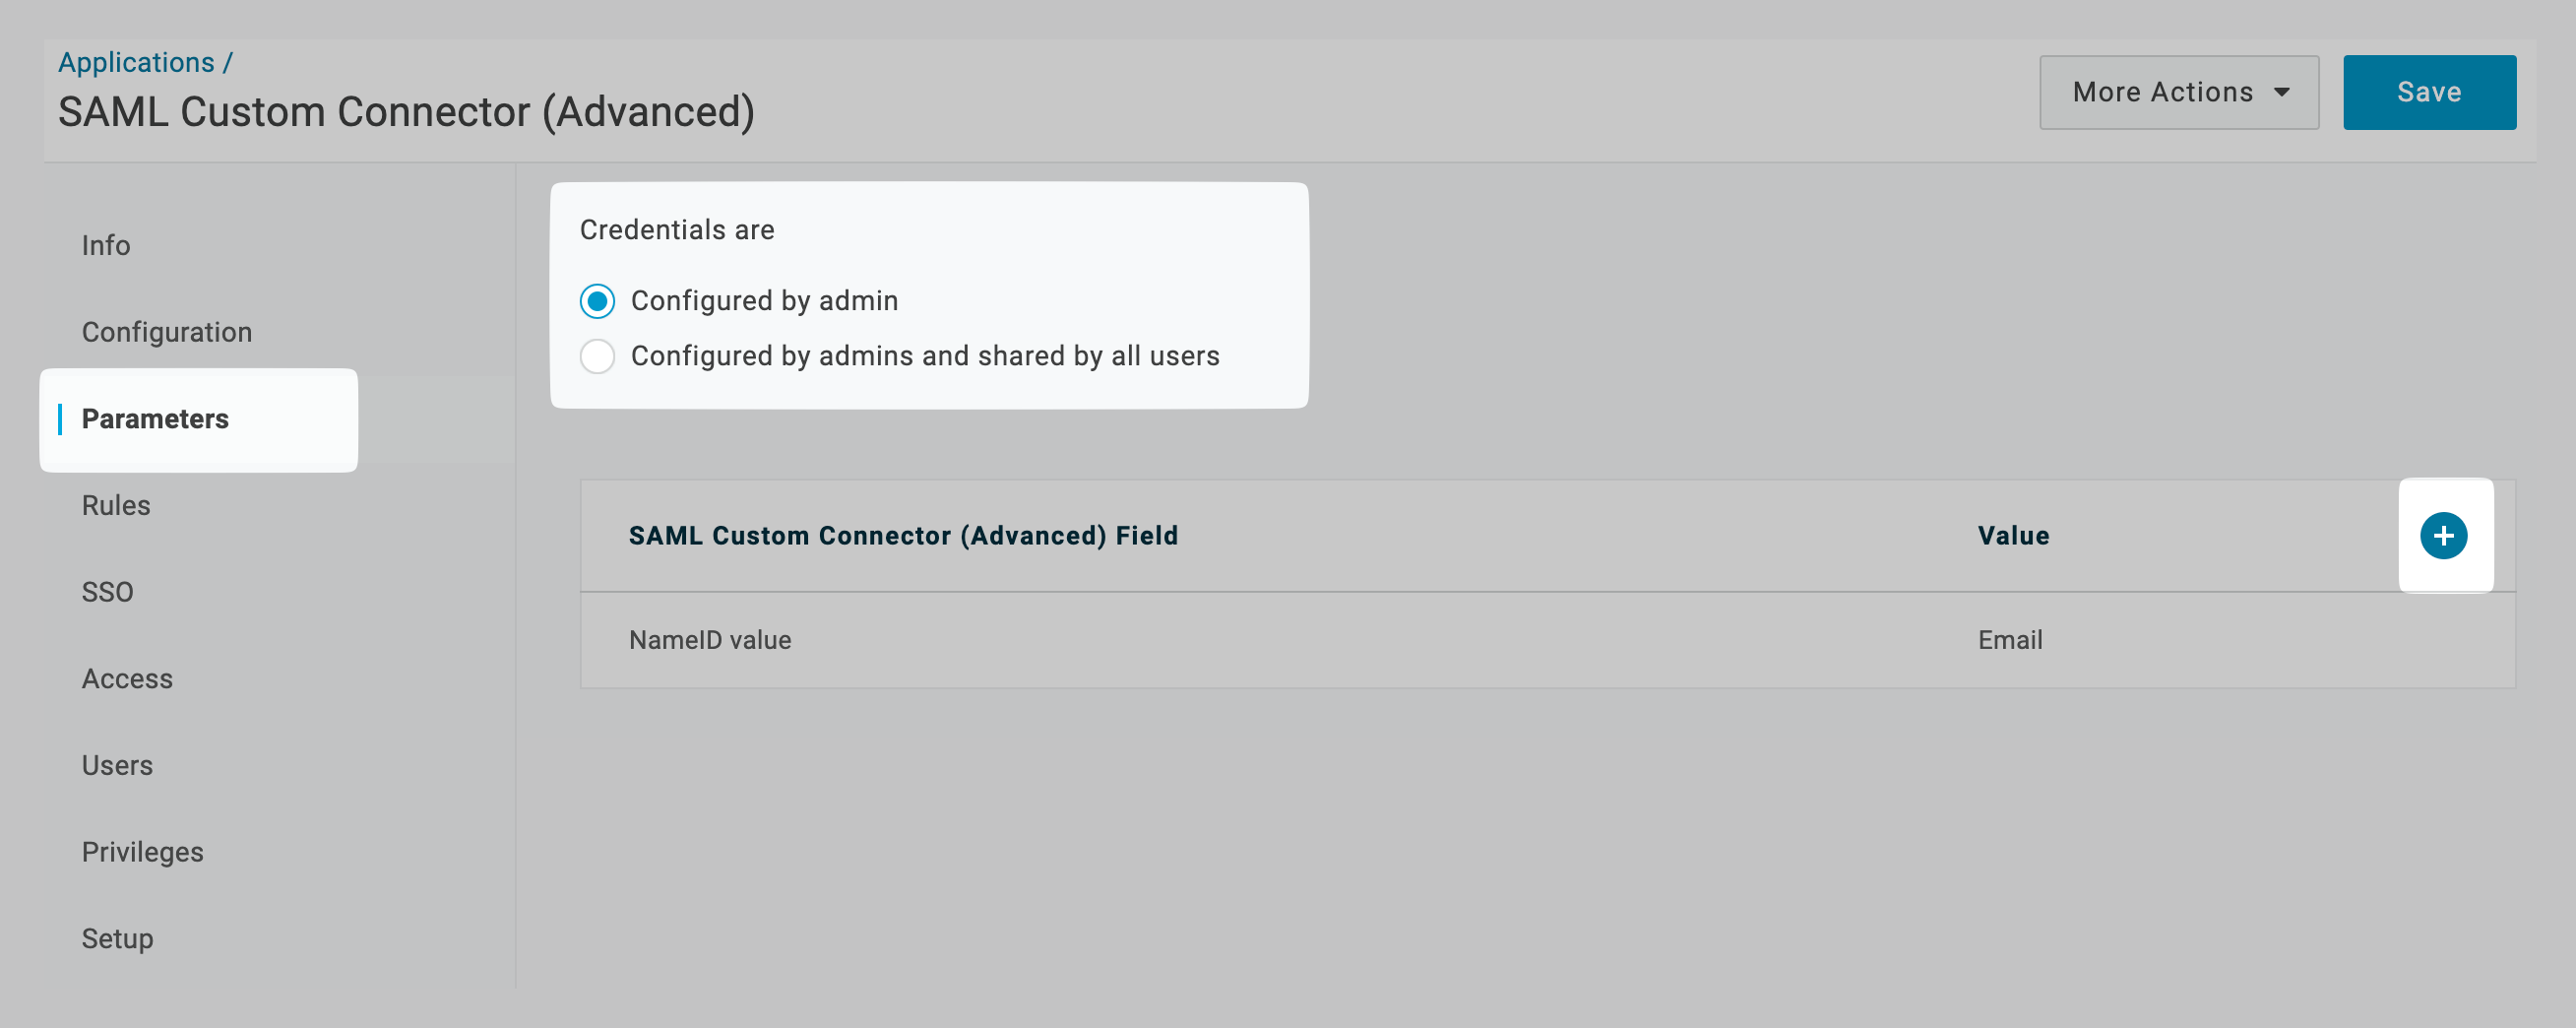 Applications /
SAML Custom Connector (Advanced)
More Actions
Save
Info
Configuration
Parameters
Rules
SSO
Access
Users
Privileges
Setup
Credentials are
Configured by admin
Configured by admins and shared by all users
SAML Custom Connector (Advanced) Field Value
NameID value Email